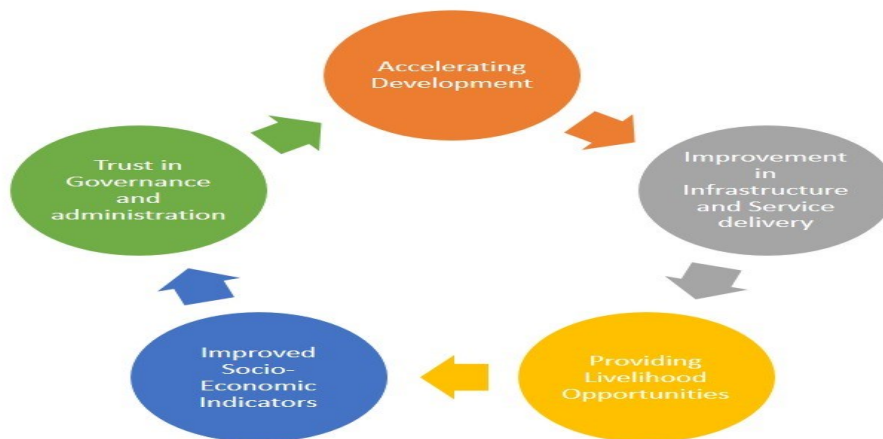 Accelerating
Development
Improvement
in
Infrastructure
and Service
delivery
Providing
Livelihood
Opportunities
Improved
Socio-
Economic
Indicators
Trust in
Governance
and
administration